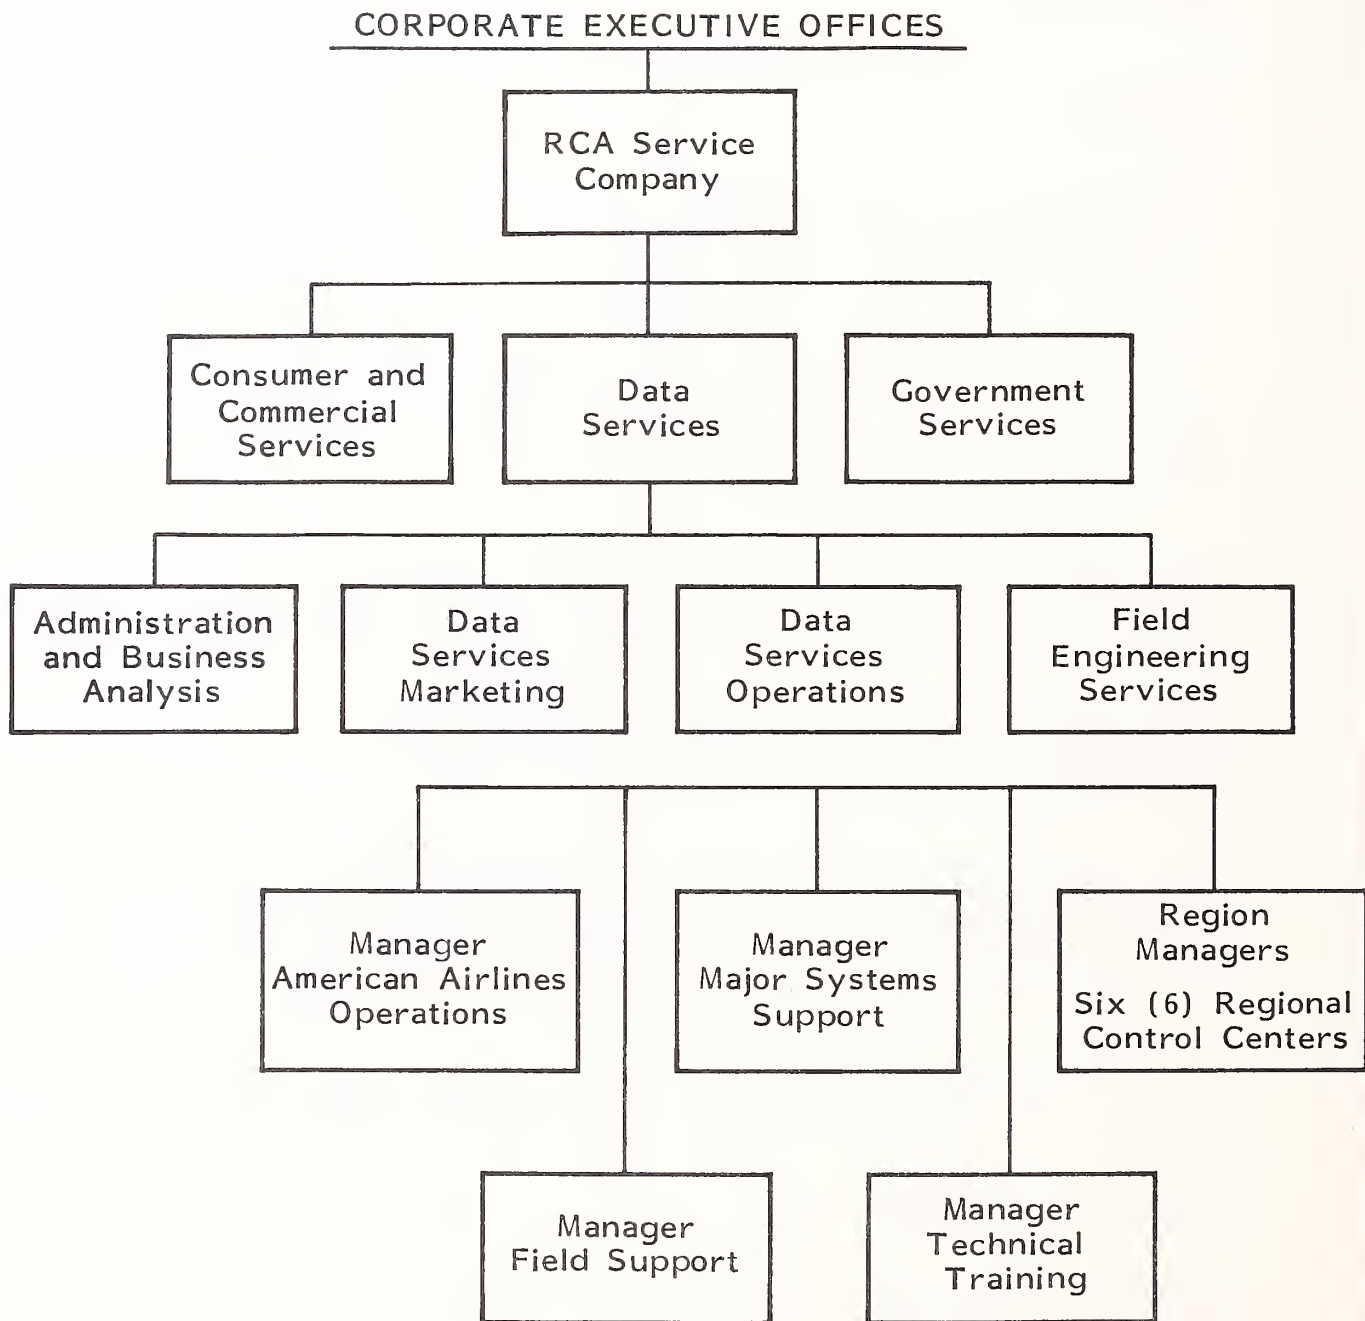 CORPORATE EXECUTIVE OFFICES
RCA Service
Company
Consumer and
Commercial
Services
Data
Services
Government
Services
Administration
and Business
Analysis
Data
Services
Marketing
Data
Services
Operations
Field
Engineering
Services
Manager
American Airlines
Operations
Manager
Major Systems
Support
Region
Managers
Six (6) Regional
Control Centers
Manager
Field Support
Manager
Technical
Training